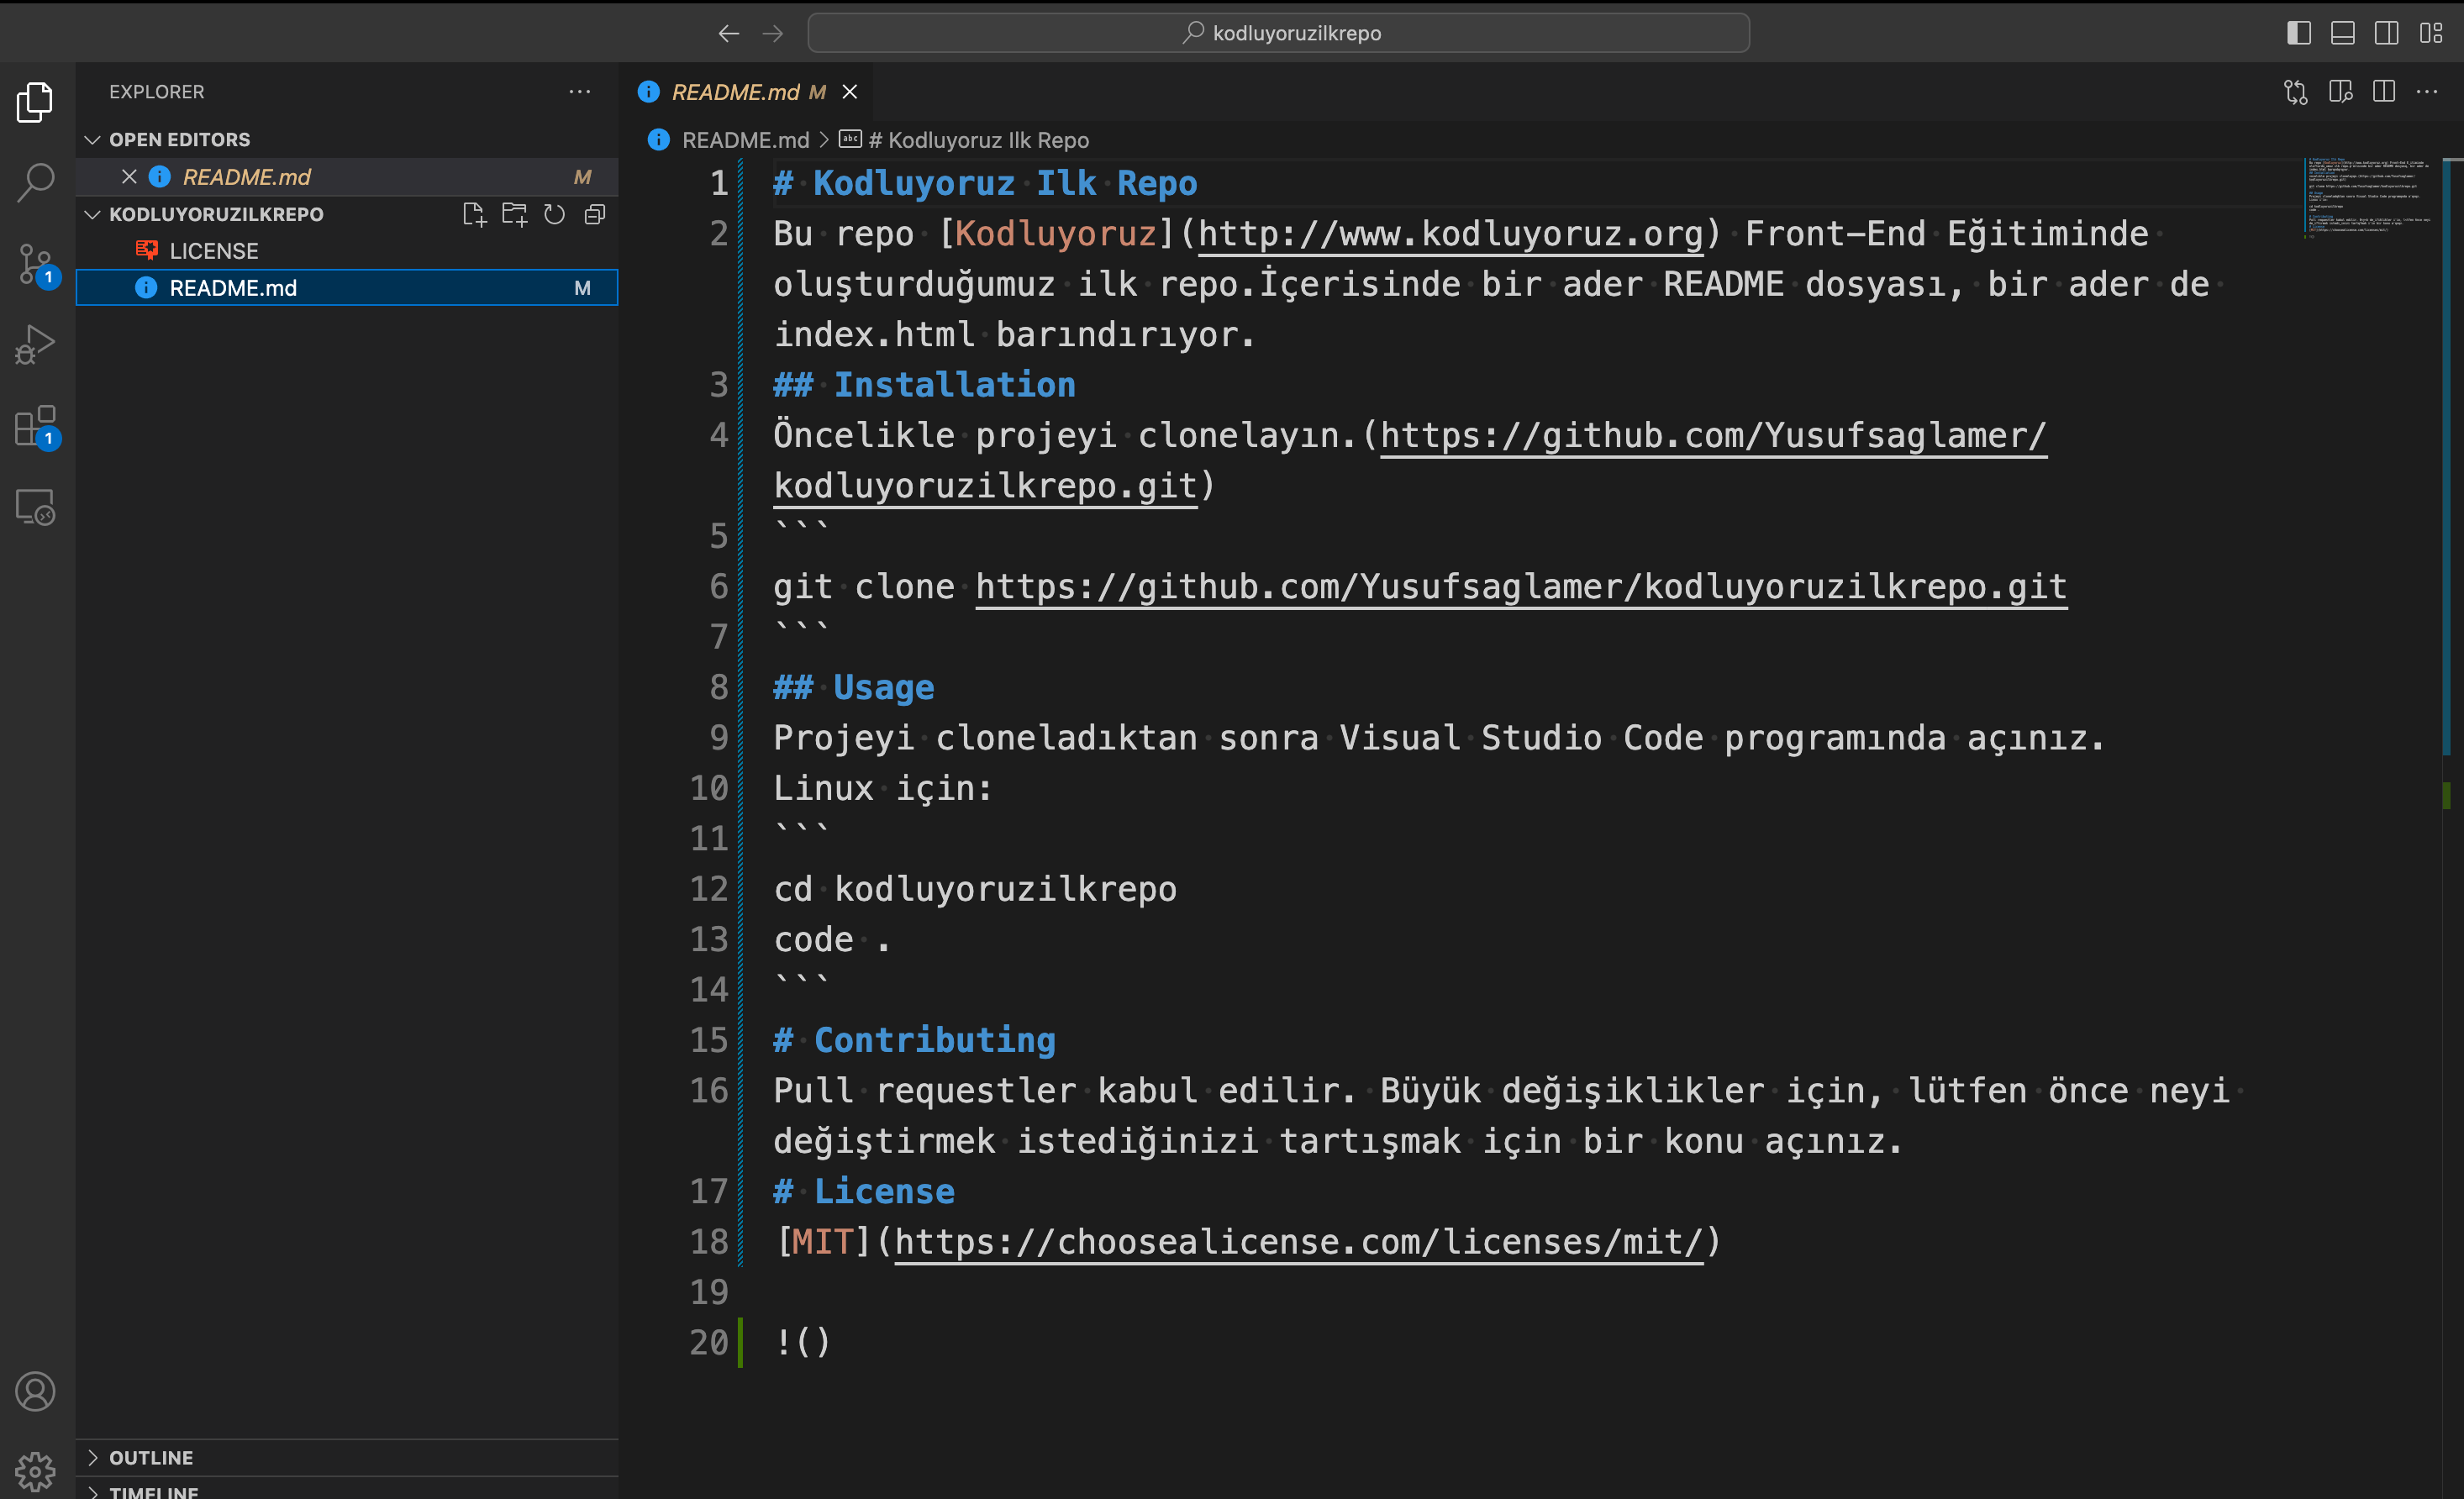 kodluyoruzilkrepo
EXPLORER
OPEN EDITORS
README.md M
KODLUYORUZILKREPO
LICENSE
README.md M
1
1
OUTLINE
TIMELINE
README.md M
README.md > # Kodluyoruz Ilk Repo
1 # Kodluyoruz Ilk Repo
2 Bu repo [Kodluyoruz](http://www.kodluyoruz.org) Front-End Eğitiminde
oluşturduğumuz ilk repo.İçerisinde bir ader README dosyası, bir ader de
index.html barındırıyor.
3 ## Installation
4 Öncelikle projeyi clonelayın.(https://github.com/Yusufsaglamer/
kodluyoruzilkrepo.git)
5 ```
6 git clone https://github.com/Yusufsaglamer/kodluyoruzilkrepo.git
7 ```
8 ## Usage
9 Projeyi cloneladıktan sonra Visual Studio Code programında açınız.
10 Linux için:
11 ```
12 cd kodluyoruzilkrepo
13 code .
14 ```
15 # Contributing
16 Pull requestler kabul edilir. Büyük değişiklikler için, lütfen önce neyi
değiştirmek istediğinizi tartışmak için bir konu açınız.
17 # License
18 [MIT](https://choosealicense.com/licenses/mit/)
19
20 !()